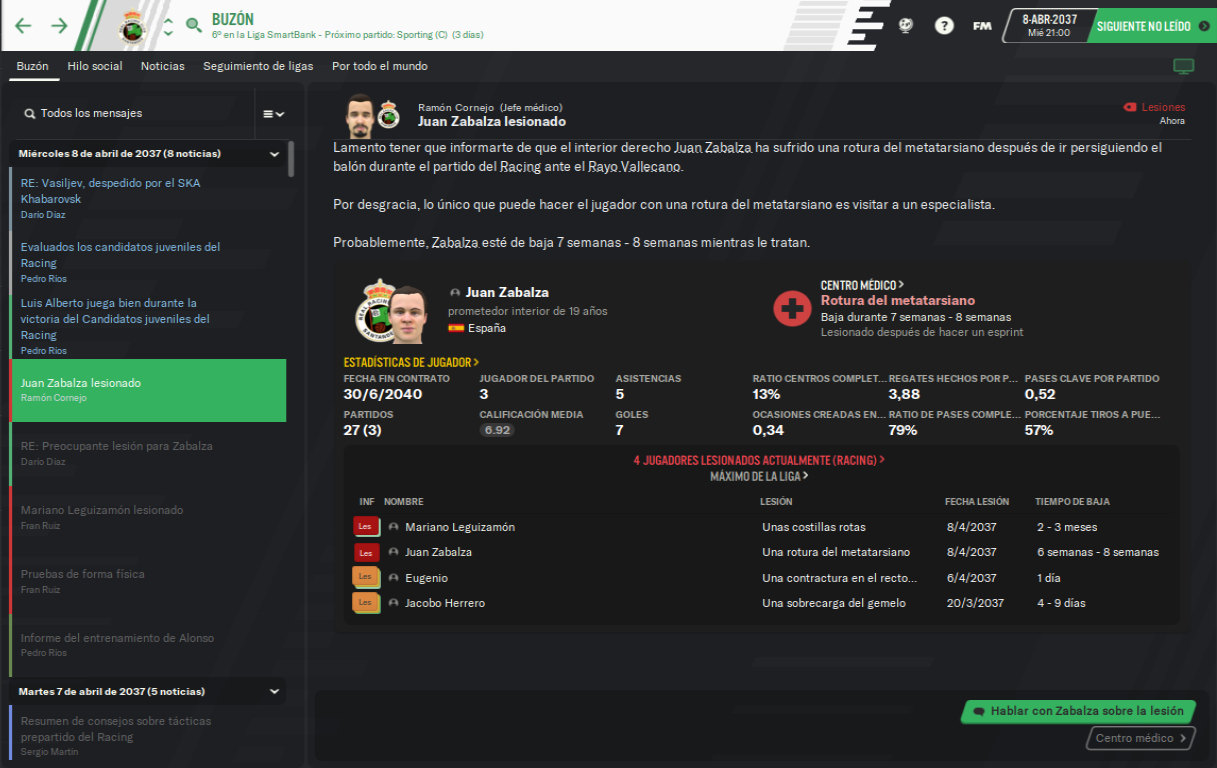 BUZÓN
6º en la Liga SmartBank - Próximo partido: Sporting (C) (3 días)
?
FM
8-ABR-2037
Mié 21:00
SIGUIENTE NO LEÍDO
Buzón
Hilo social
Noticias
Seguimiento de ligas
Por todo el mundo
Todos los mensajes
Miércoles 8 de abril de 2037 (8 noticias)
RE: Vasiljev, despedido por el SKA
Khabarovsk
Darío Díaz
Evaluados los candidatos juveniles del
Racing
Pedro Ríos
Luis Alberto juega bien durante la
victoria del Candidatos juveniles del
Racing
Pedro Ríos
Juan Zabalza lesionado
Ramón Cornejo
RE: Preocupante lesión para Zabalza
Darío Díaz
Mariano Leguizamón lesionado
Fran Ruiz
Pruebas de forma física
Fran Ruiz
Informe del entrenamiento de Alonso
Pedro Ríos
Martes 7 de abril de 2037 (5 noticias)
Resumen de consejos sobre tácticas
prepartido del Racing
Sergio Martín
Ramón Cornejo (Jefe médico)
Juan Zabalza lesionado
Lesiones
Ahora
Lamento tener que informarte de que el interior derecho Juan Zabalza ha sufrido una rotura del metatarsiano después de ir persiguiendo el
balón durante el partido del Racing ante el Rayo Vallecano.
Por desgracia, lo único que puede hacer el jugador con una rotura del metatarsiano es visitar a un especialista.
Probablemente, Zabalza esté de baja 7 semanas - 8 semanas mientras le tratan.
Juan Zabalza
prometedor interior de 19 años
España
CENTRO MÉDICO
Rotura del metatarsiano
Baja durante 7 semanas - 8 semanas
Lesionado después de hacer un esprint
ESTADÍSTICAS DE JUGADOR
FECHA FIN CONTRATO JUGADOR DEL PARTIDO ASISTENCIAS RATIO CENTROS COMPLET... REGATES HECHOS POR P... PASES CLAVE POR PARTIDO
30/6/2040 3 5 13% 3,88 0,52
PARTIDOS CALIFICACIÓN MEDIA GOLES OCASIONES CREADAS EN... RATIO DE PASES COMPLE... PORCENTAJE TIROS A PUE...
27 (3) 6.92 7 0,34 79% 57%
4 JUGADORES LESIONADOS ACTUALMENTE (RACING)
MÁXIMO DE LA LIGA
INF NOMBRE LESIÓN FECHA LESIÓN TIEMPO DE BAJA
Les Mariano Leguizamón Unas costillas rotas 8/4/2037 2 - 3 meses
Les Juan Zabalza Una rotura del metatarsiano 8/4/2037 6 semanas - 8 semanas
Les Eugenio Una contractura en el recto... 6/4/2037 1 día
Les Jacobo Herrero Una sobrecarga del gemelo 20/3/2037 4 - 9 días
Hablar con Zabalza sobre la lesión
Centro médico